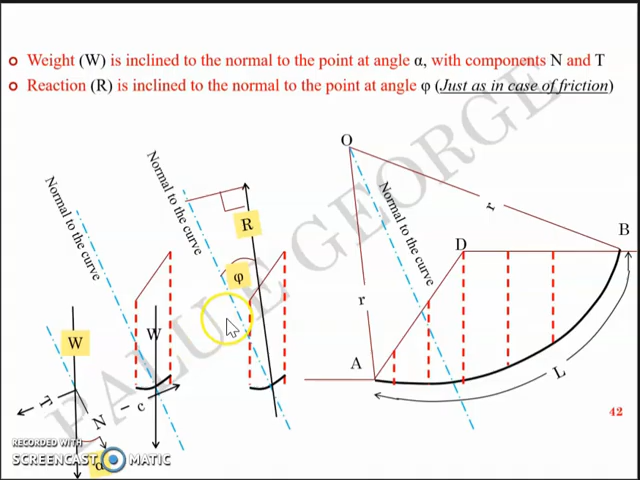 Weight (W) is inclined to the normal to the point at angle α, with components N and T
Reaction (R) is inclined to the normal to the point at angle φ (Just as in case of friction)
PALUE GEORGE
O
Normal to the curve
Normal to the curve
Normal to the curve
r
R
D
B
φ
r
W
W
A
L
T
c
N
α
42
RECORDED WITH
SCREENCAST MATIC